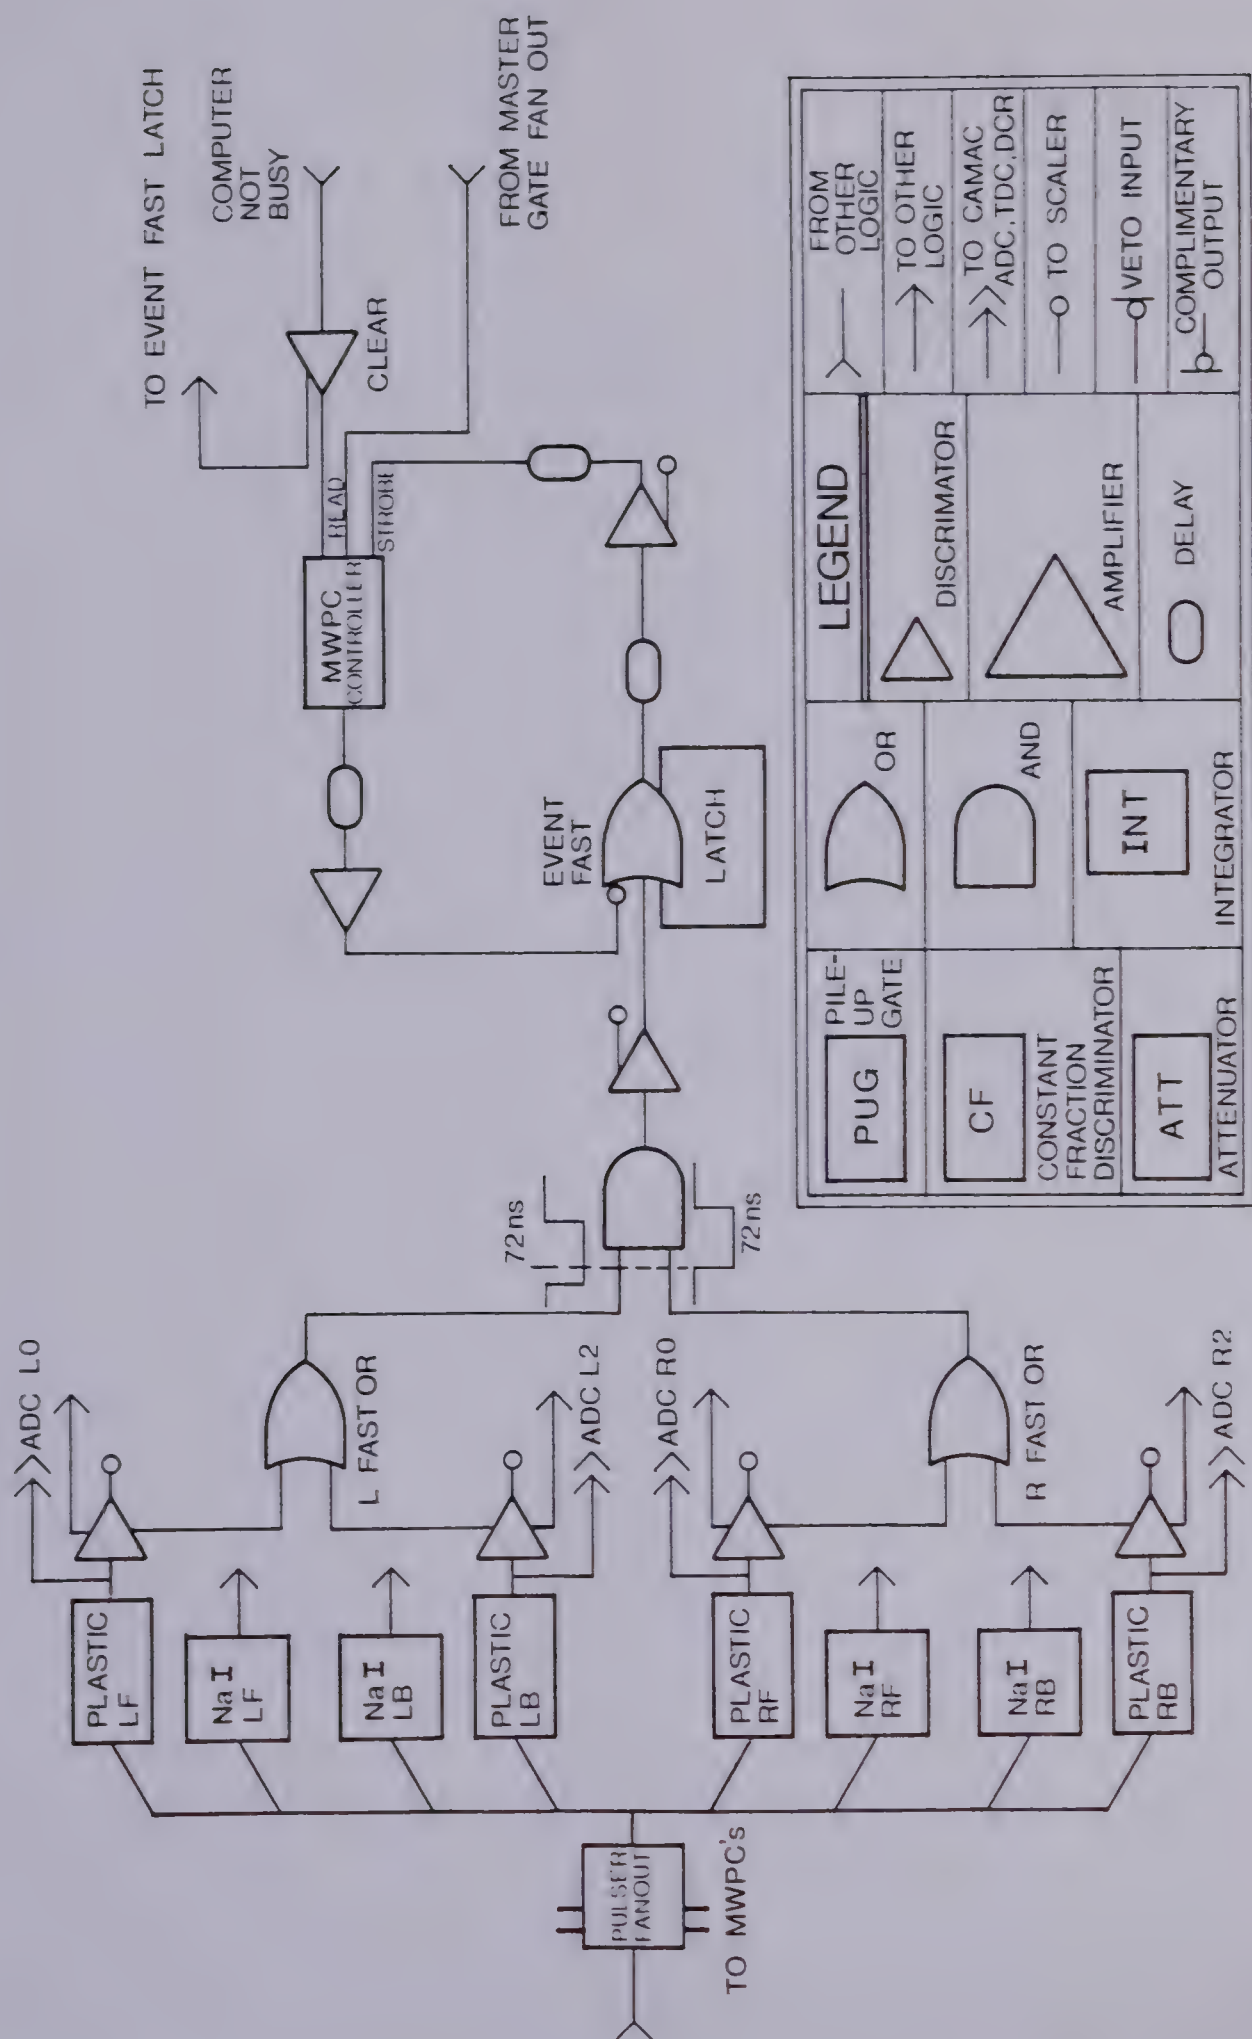 PULSER
FANOUT
TO MWPC's
PLASTIC
LF
NaI
LF
NaI
LB
PLASTIC
LB
PLASTIC
RF
NaI
RF
NaI
RB
PLASTIC
RB
ADC L0
L FAST OR
ADC L2
ADC R0
R FAST OR
ADC R2
72ns
72ns
EVENT
FAST
LATCH
MWPC
CONTROLLER
READ
STROBE
CLEAR
TO EVENT FAST LATCH
COMPUTER
NOT
BUSY
FROM MASTER
GATE FAN OUT
LEGEND
PUG
PILE-
UP
GATE
CF
CONSTANT
FRACTION
DISCRIMINATOR
ATT
ATTENUATOR
OR
AND
INT
INTEGRATOR
DISCRIMATOR
AMPLIFIER
DELAY
FROM
OTHER
LOGIC
TO OTHER
LOGIC
TO CAMAC
ADC,TDC,DCR
TO SCALER
VETO INPUT
COMPLIMENTARY
OUTPUT